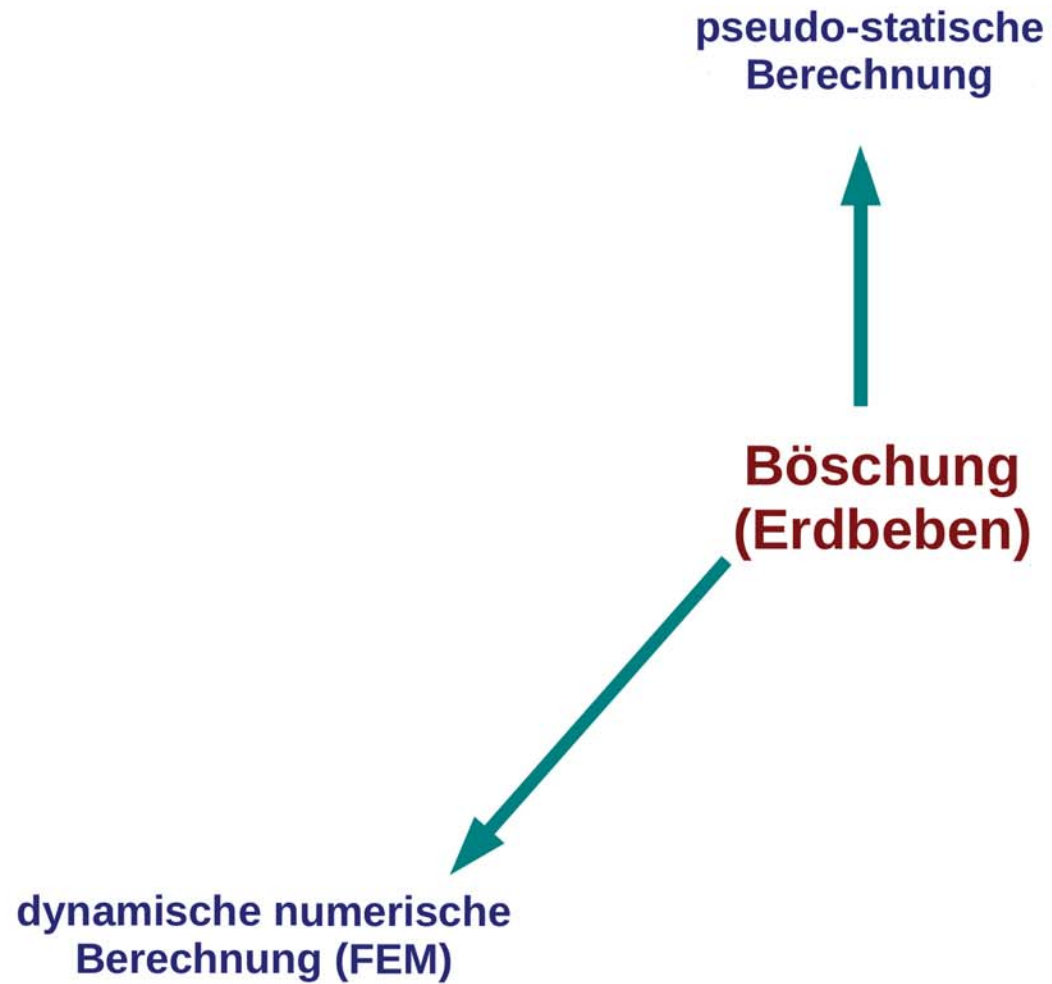 pseudo-statische
Berechnung
Böschung
(Erdbeben)
dynamische numerische
Berechnung (FEM)